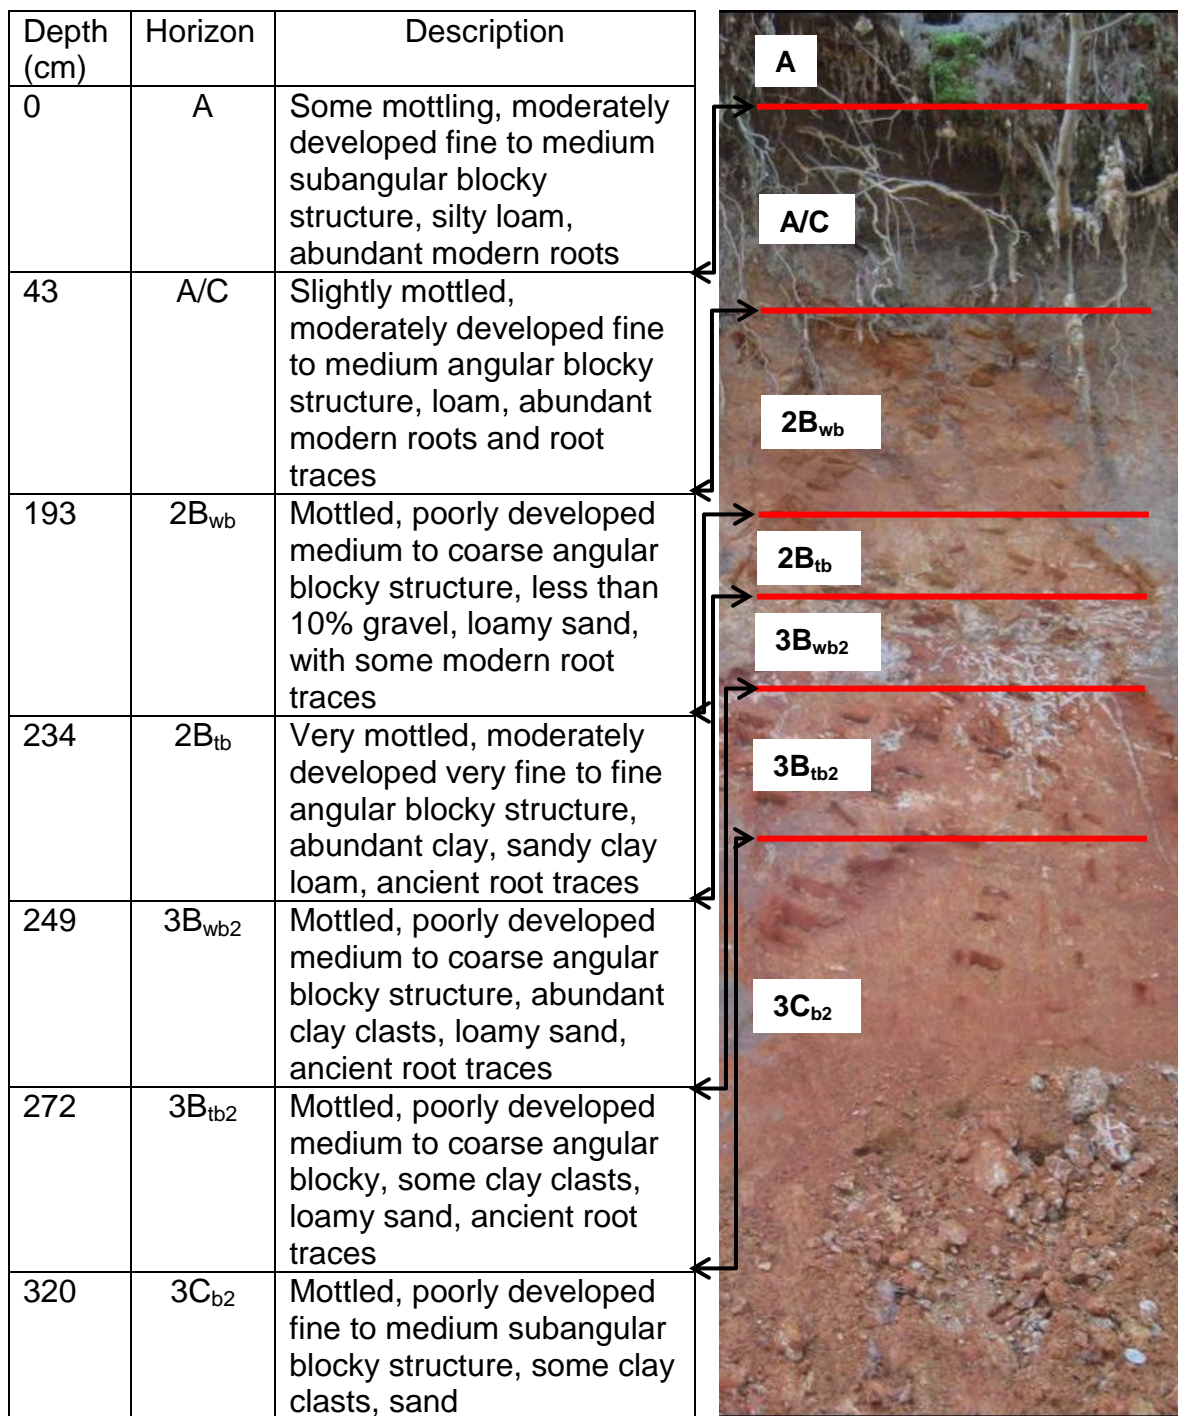 Depth (cm) Horizon Description
0 A Some mottling, moderately
developed fine to medium
subangular blocky
structure, silty loam,
abundant modern roots
43 A/C Slightly mottled,
moderately developed fine
to medium angular blocky
structure, loam, abundant
modern roots and root
traces
193 2Bwb Mottled, poorly developed
medium to coarse angular
blocky structure, less than
10% gravel, loamy sand,
with some modern root
traces
234 2Btb Very mottled, moderately
developed very fine to fine
angular blocky structure,
abundant clay, sandy clay
loam, ancient root traces
249 3Bwb2 Mottled, poorly developed
medium to coarse angular
blocky structure, abundant
clay clasts, loamy sand,
ancient root traces
272 3Btb2 Mottled, poorly developed
medium to coarse angular
blocky, some clay clasts,
loamy sand, ancient root
traces
320 3Cb2 Mottled, poorly developed
fine to medium subangular
blocky structure, some clay
clasts, sand
A
A/C
2Bwb
2Btb
3Bwb2
3Btb2
3Cb2